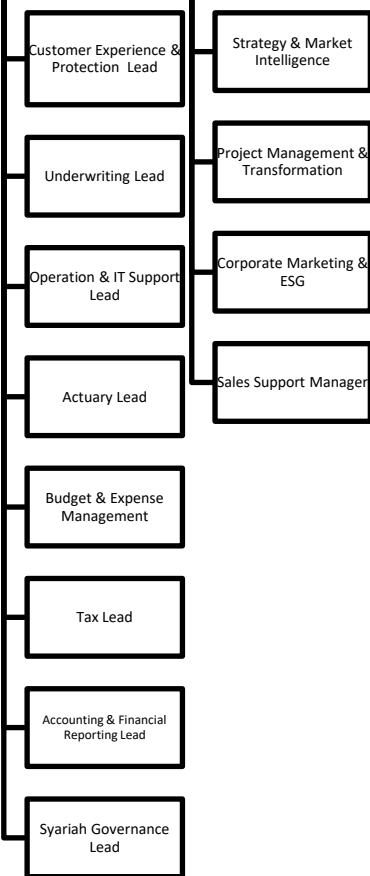 Customer Experience &
Protection Lead
Underwriting Lead
Operation & IT Support
Lead
Actuary Lead
Budget & Expense
Management
Tax Lead
Accounting & Financial
Reporting Lead
Syariah Governance
Lead
Strategy & Market
Intelligence
Project Management &
Transformation
Corporate Marketing &
ESG
Sales Support Manager